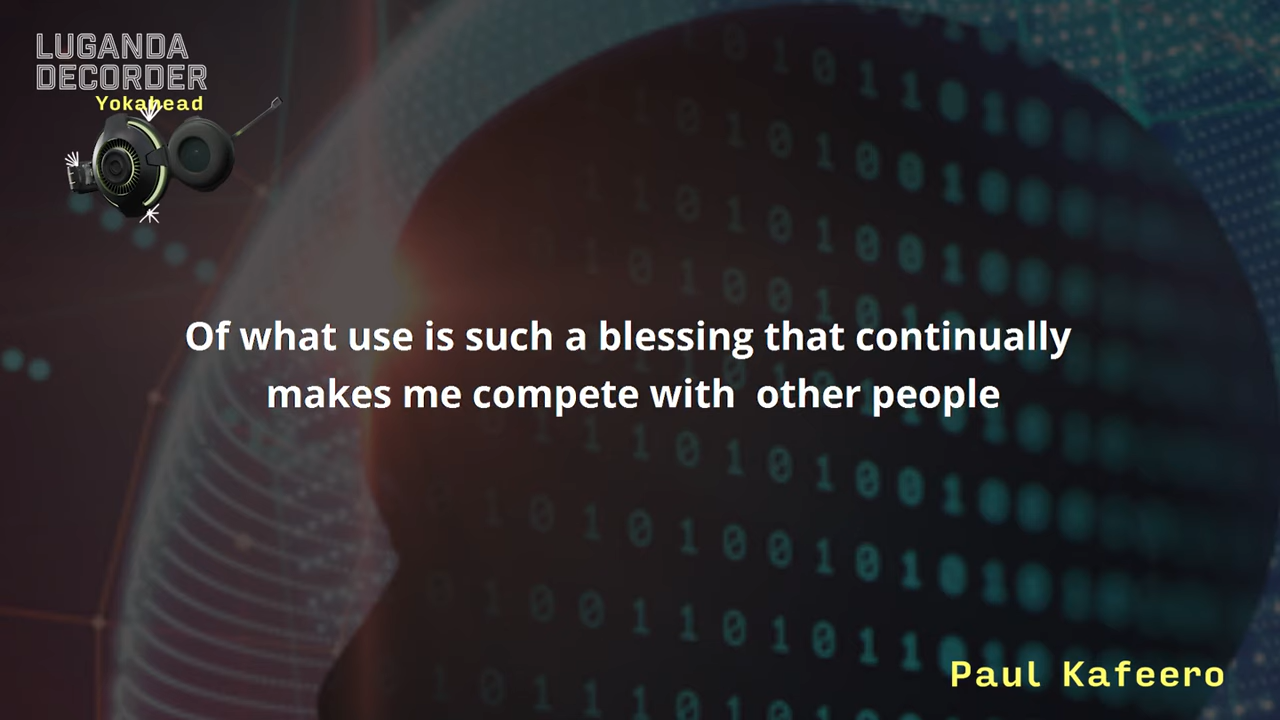 LUGANDA
DECORDER
Yokahead
Of what use is such a blessing that continually
makes me compete with other people
Paul Kafeero